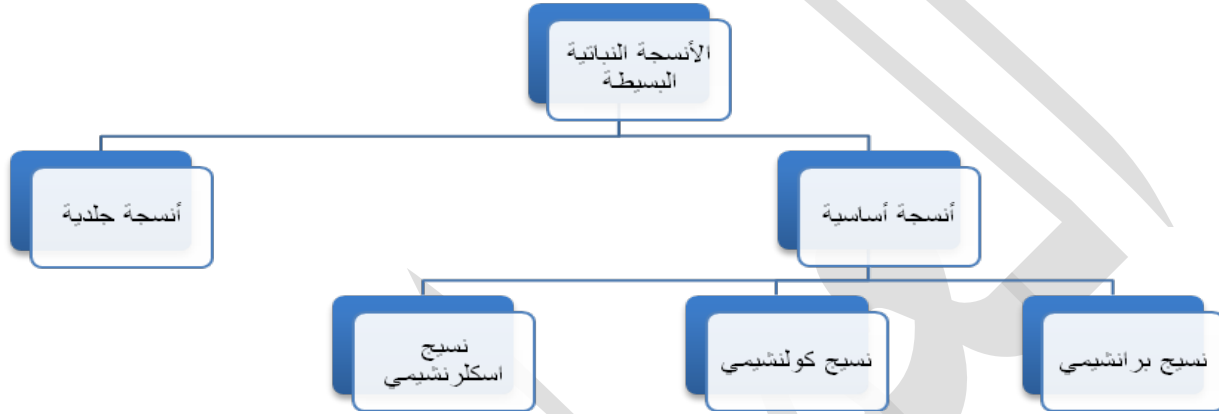 الأنسجة النباتية
البسيطة
أنسجة أساسية
أنسجة جلدية
نسيج برانشيمي
نسيج كولنشيمي
نسيج
اسكلرنشيمي